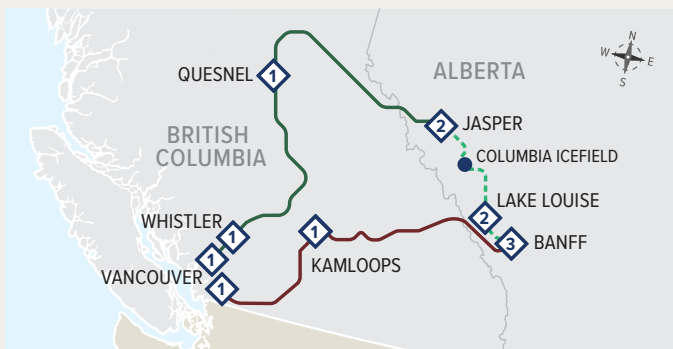 N
W
E
S
QUESNEL
1
ALBERTA
BRITISH
COLUMBIA
2
JASPER
COLUMBIA ICEFIELD
LAKE LOUISE
2
WHISTLER
1
1
3
BANFF
KAMLOOPS
1
VANCOUVER
1